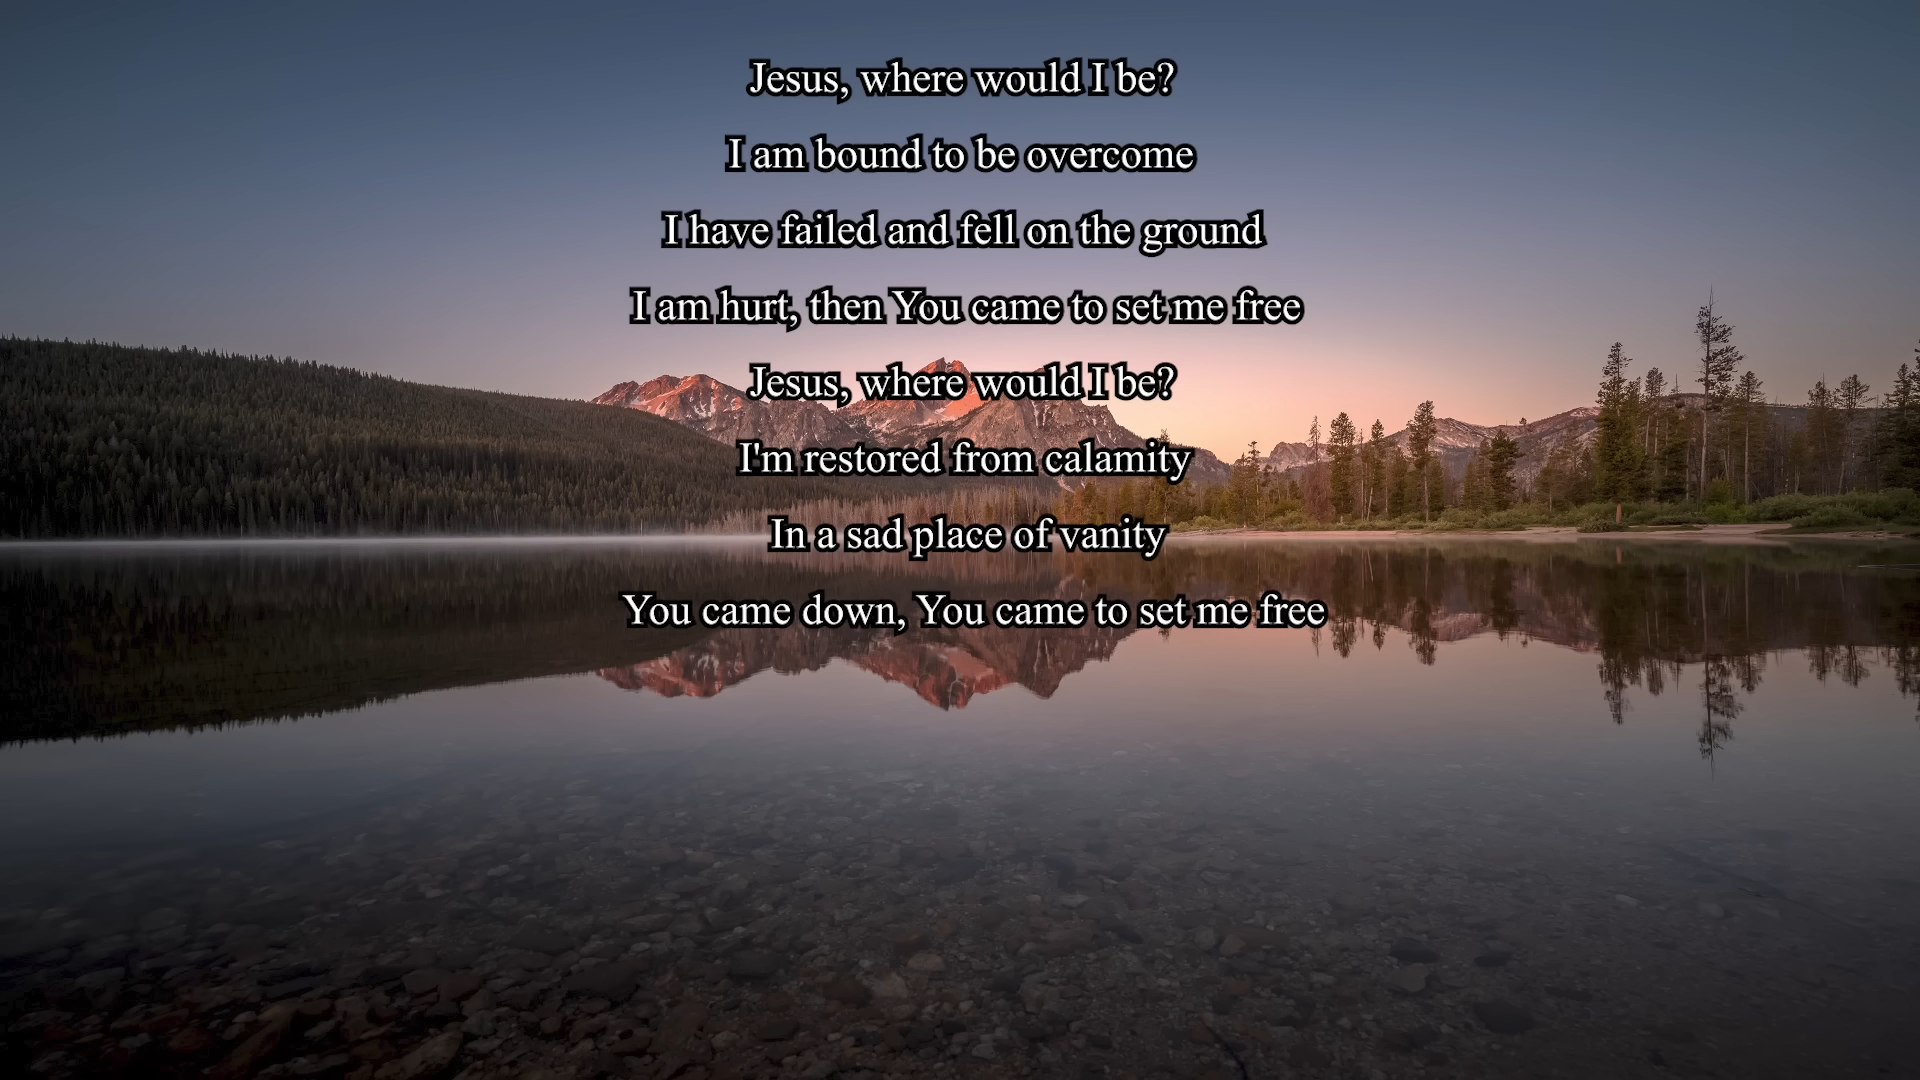 Jesus, where would I be?
I am bound to be overcome
I have failed and fell on the ground
I am hurt, then You came to set me free
Jesus, where would I be?
I'm restored from calamity
In a sad place of vanity
You came down, You came to set me free